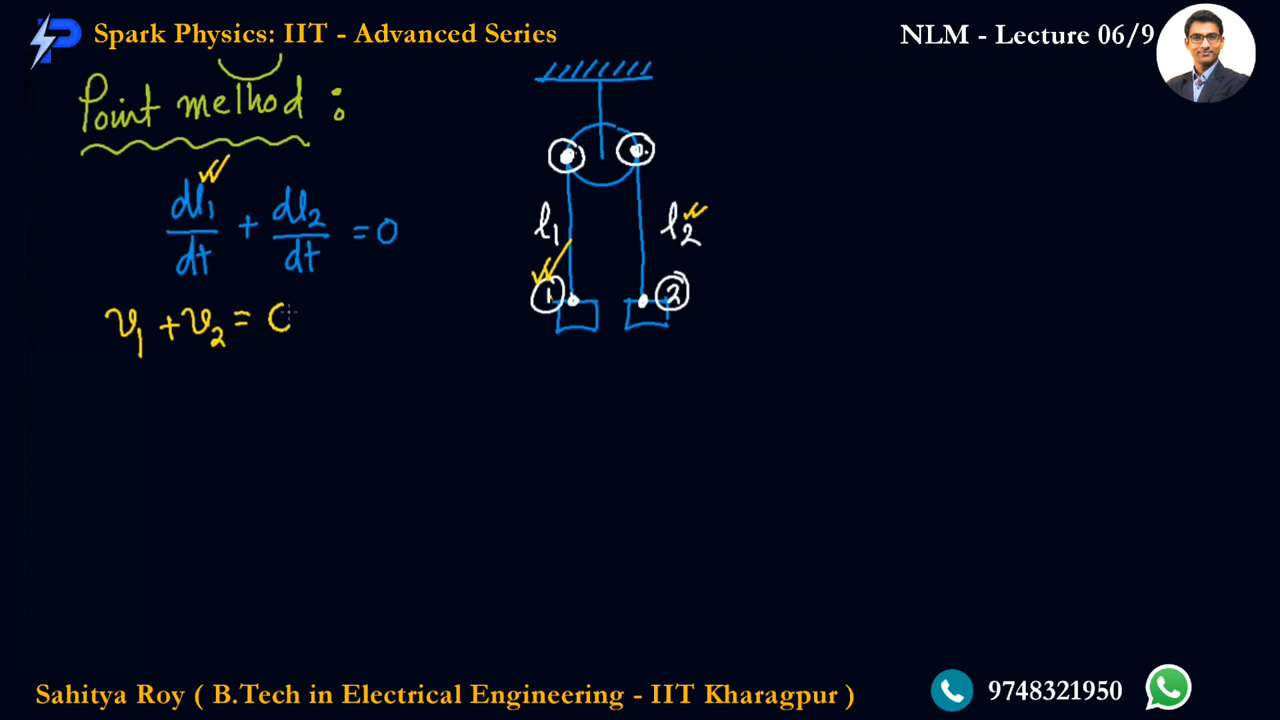 Spark Physics: IIT - Advanced Series
NLM - Lecture 06/9
Point method :
dl₁/dt + dl₂/dt = 0
v₁ + v₂ = 0
l₁
l₂
1
2
Sahitya Roy ( B.Tech in Electrical Engineering - IIT Kharagpur )
9748321950